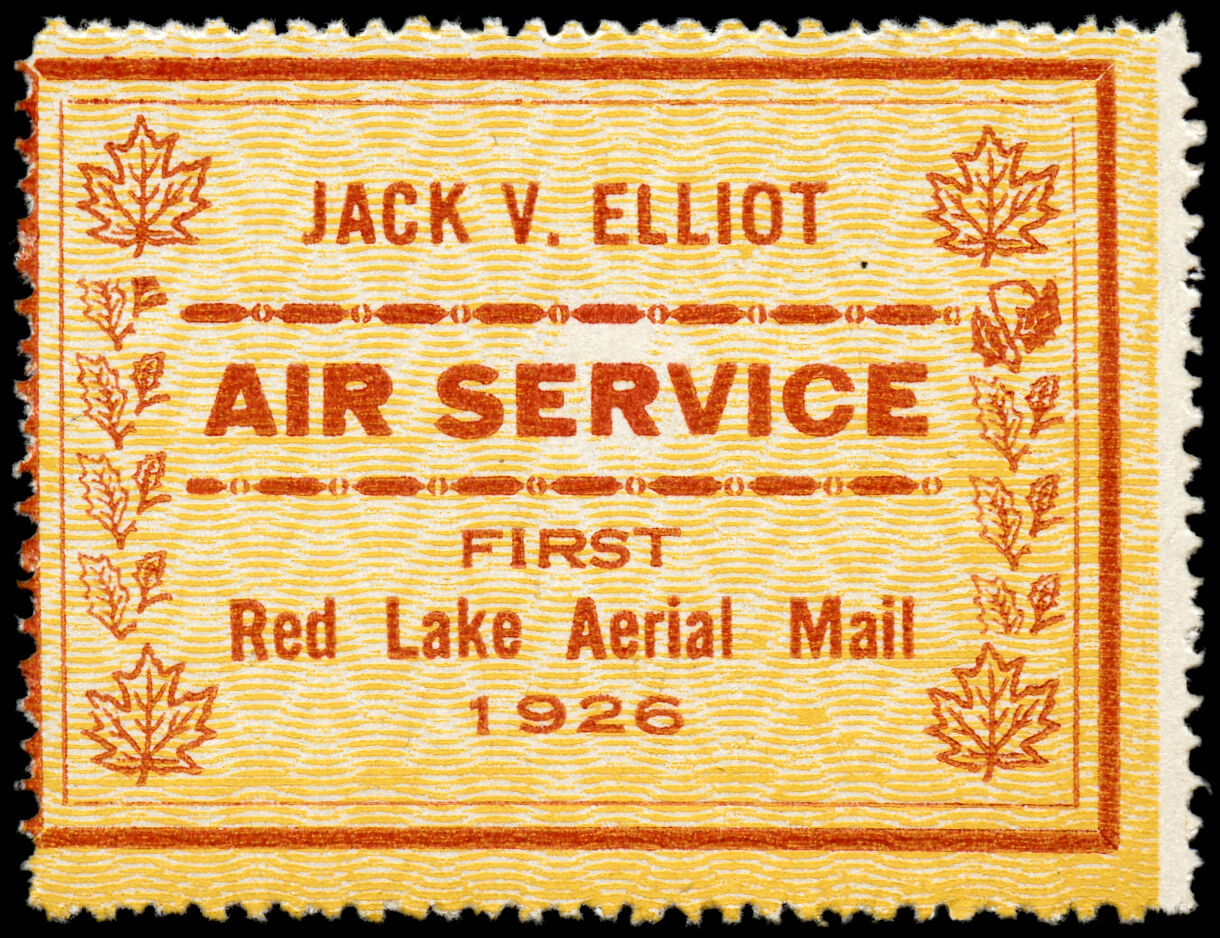 JACK V. ELLIOT
AIR SERVICE
FIRST
Red Lake Aerial Mail
1926